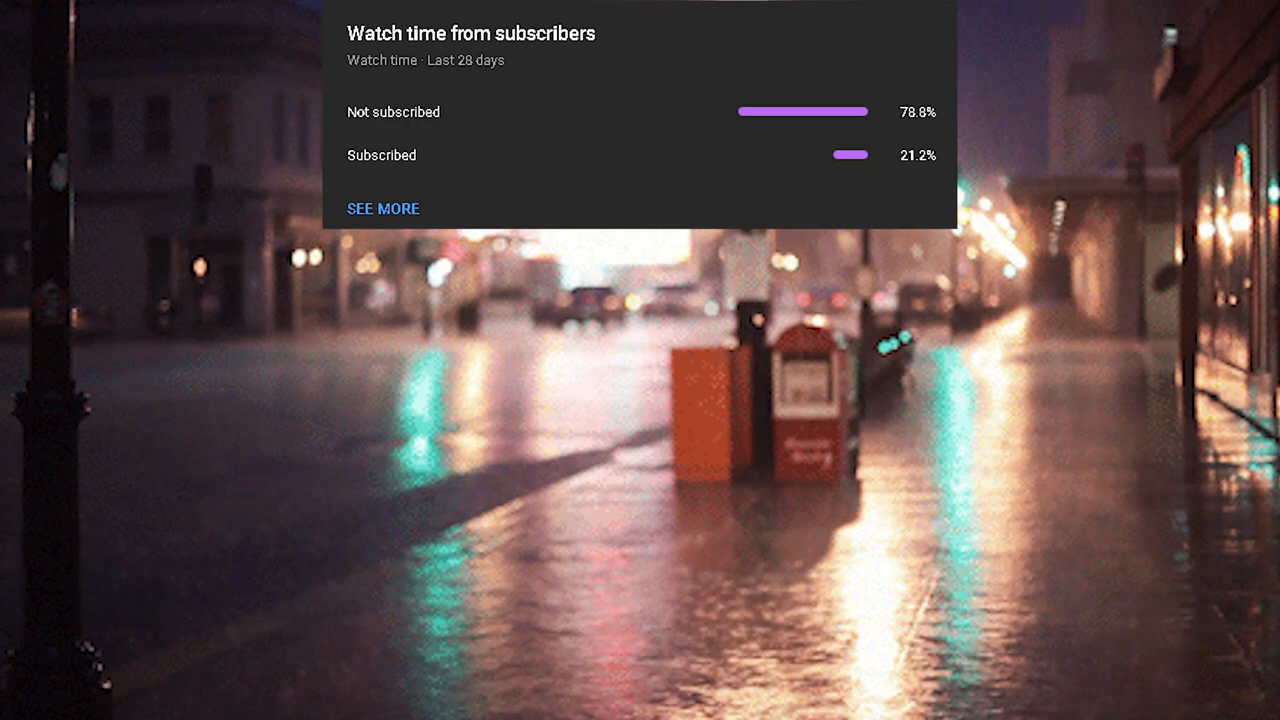 Watch time from subscribers
Watch time · Last 28 days
Not subscribed 78.8%
Subscribed 21.2%
SEE MORE